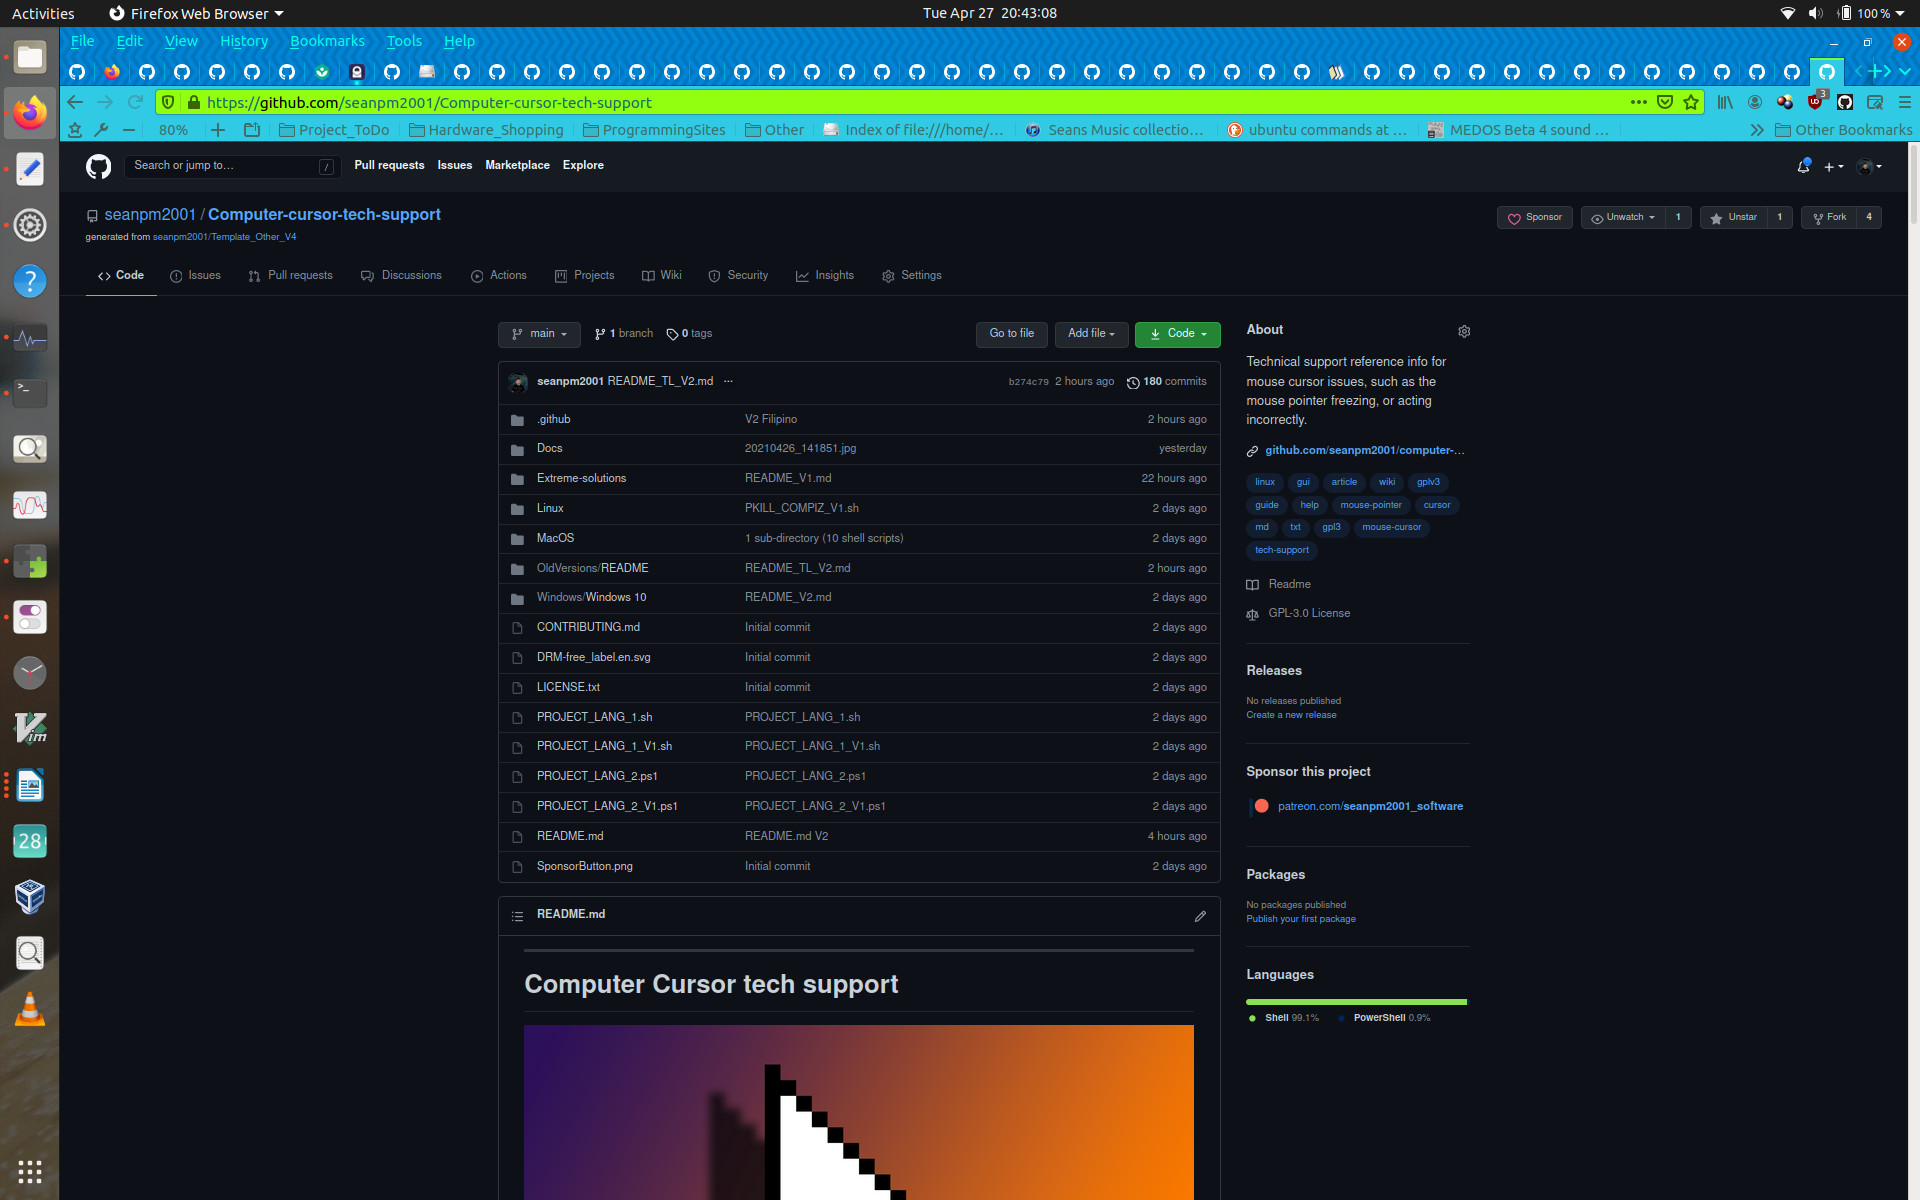 Activities
Firefox Web Browser
Tue Apr 27 20:43:08
100 %
File Edit View History Bookmarks Tools Help
https://github.com/seanpm2001/Computer-cursor-tech-support
3
80%
Project_ToDo
Hardware_Shopping
ProgrammingSites
Other
Index of file:///home/...
Seans Music collectio...
ubuntu commands at ...
MEDOS Beta 4 sound ...
Other Bookmarks
Search or jump to...
/
Pull requests Issues Marketplace Explore
seanpm2001 / Computer-cursor-tech-support
generated from seanpm2001/Template_Other_V4
Sponsor
Unwatch 1
Unstar 1
Fork 4
Code Issues Pull requests Discussions Actions Projects Wiki Security Insights Settings
main
1 branch
0 tags
Go to file
Add file
Code
seanpm2001 README_TL_V2.md ...
b274c79 2 hours ago
180 commits
.github V2 Filipino 2 hours ago
Docs 20210426_141851.jpg yesterday
Extreme-solutions README_V1.md 22 hours ago
Linux PKILL_COMPIZ_V1.sh 2 days ago
MacOS 1 sub-directory (10 shell scripts) 2 days ago
OldVersions/README README_TL_V2.md 2 hours ago
Windows/Windows 10 README_V2.md 2 days ago
CONTRIBUTING.md Initial commit 2 days ago
DRM-free_label.en.svg Initial commit 2 days ago
LICENSE.txt Initial commit 2 days ago
PROJECT_LANG_1.sh PROJECT_LANG_1.sh 2 days ago
PROJECT_LANG_1_V1.sh PROJECT_LANG_1_V1.sh 2 days ago
PROJECT_LANG_2.ps1 PROJECT_LANG_2.ps1 2 days ago
PROJECT_LANG_2_V1.ps1 PROJECT_LANG_2_V1.ps1 2 days ago
README.md README.md V2 4 hours ago
SponsorButton.png Initial commit 2 days ago
README.md
Computer Cursor tech support
About
Technical support reference info for
mouse cursor issues, such as the
mouse pointer freezing, or acting
incorrectly.
github.com/seanpm2001/computer-...
linux gui article wiki gplv3
guide help mouse-pointer cursor
md txt gpl3 mouse-cursor
tech-support
Readme
GPL-3.0 License
Releases
No releases published
Create a new release
Sponsor this project
patreon.com/seanpm2001_software
Packages
No packages published
Publish your first package
Languages
Shell 99.1% PowerShell 0.9%
?
>_
Vim
28